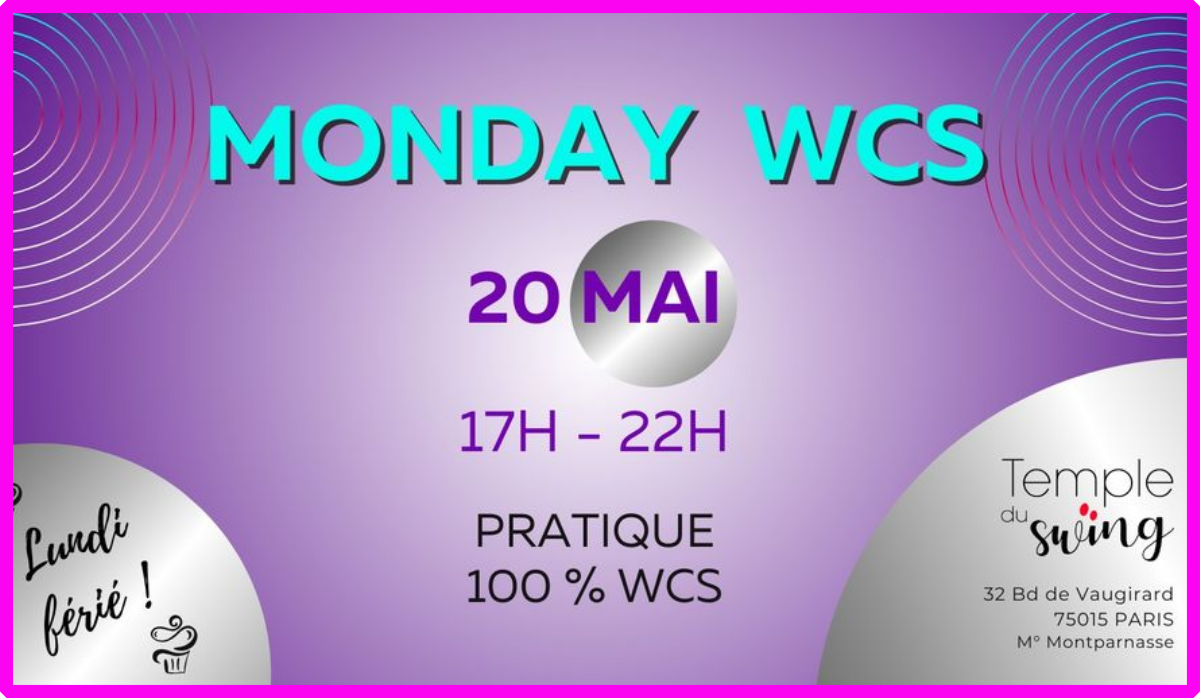 MONDAY WCS
20 MAI
17H - 22H
PRATIQUE
100 % WCS
Lundi
férié !
Temple
du swing
32 Bd de Vaugirard
75015 PARIS
M° Montparnasse